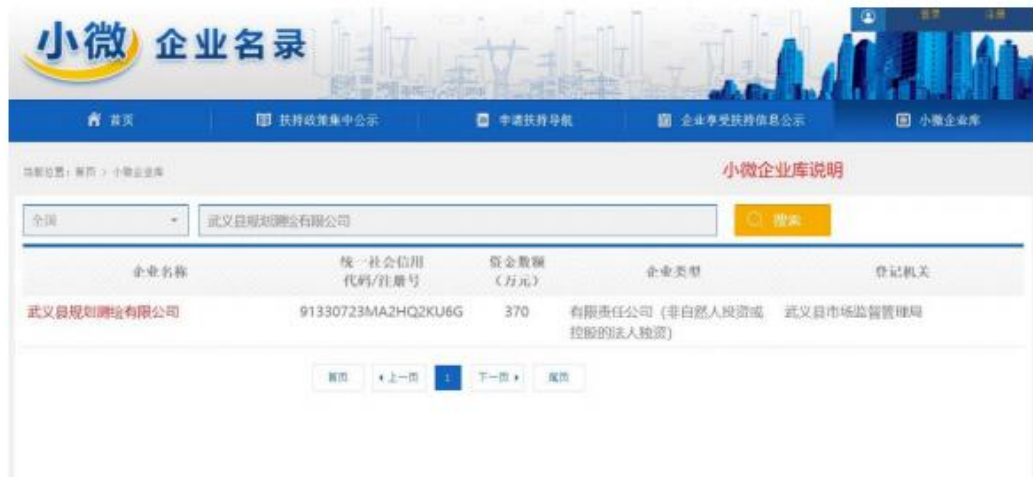 小微 企业名录
登录 注册
首页 扶持政策集中公示 申请扶持导航 企业享受扶持信息公示 小微企业库
当前位置：首页 > 小微企业库
小微企业库说明
全国 武义县规划测绘有限公司 搜索
企业名称 统一社会信用 资金数额 企业类型 登记机关
代码/注册号 （万元）
武义县规划测绘有限公司 91330723MA2HQ2KU6G 370 有限责任公司（非自然人投资或 武义县市场监督管理局
控股的法人独资）
首页 上一页 1 下一页 尾页